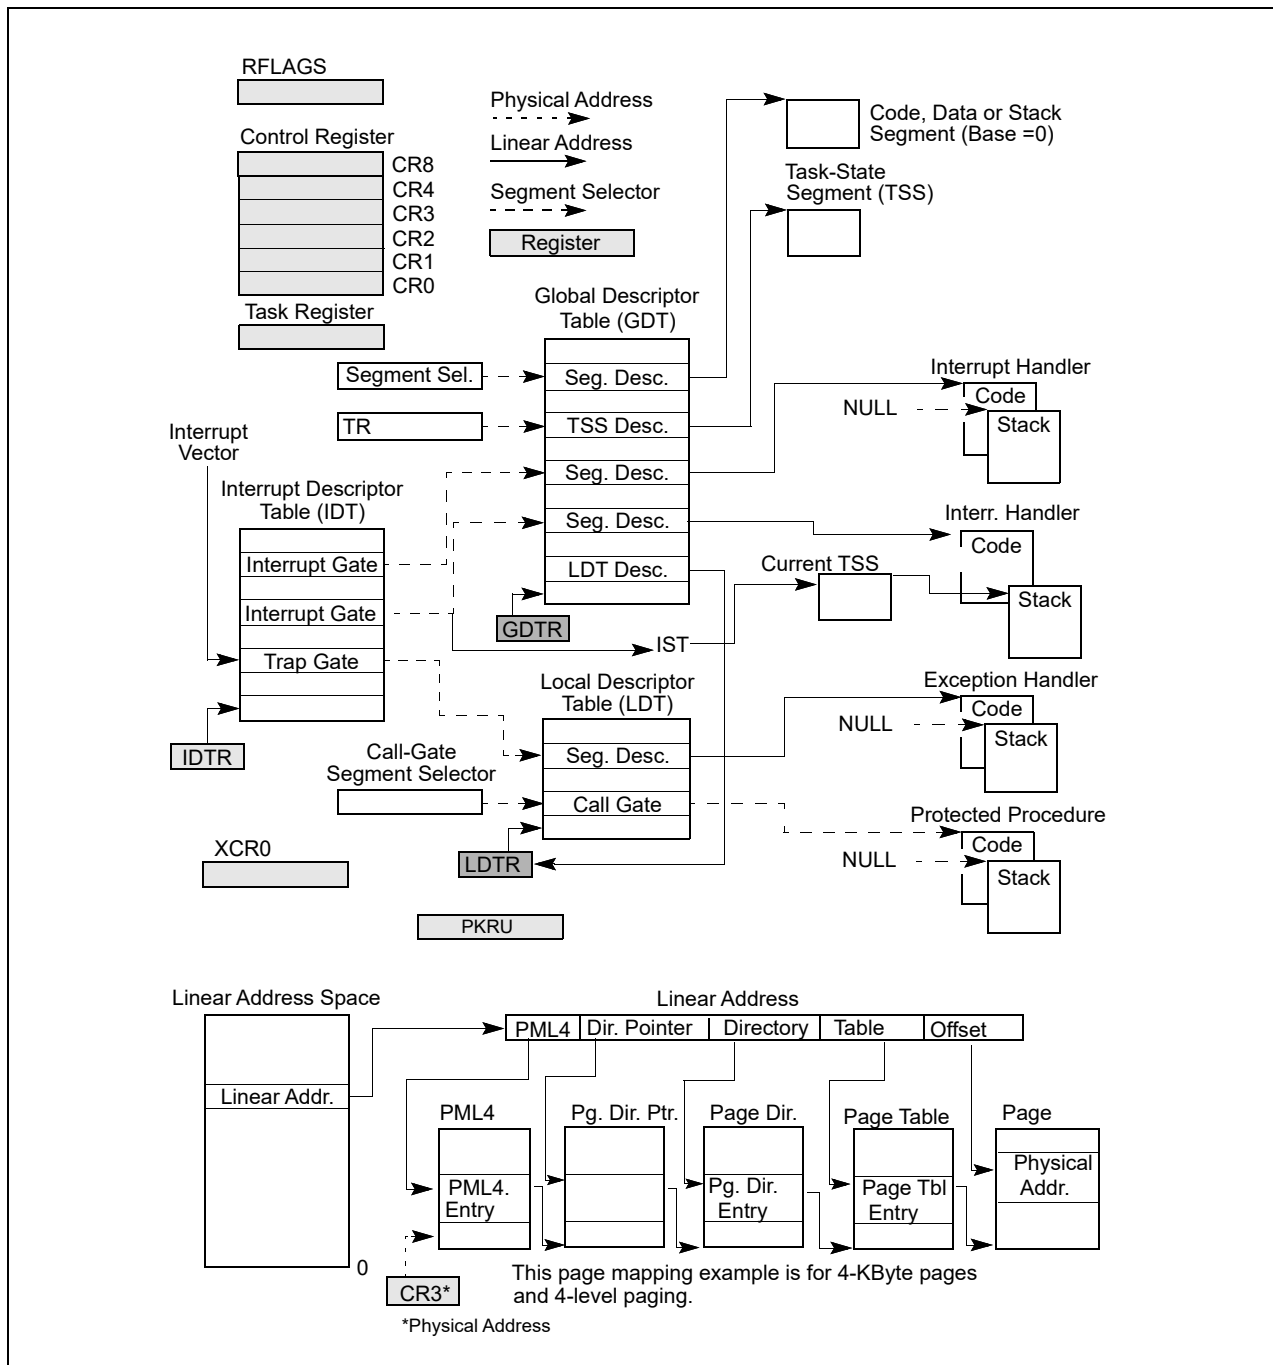 RFLAGS
Control Register
CR8
CR4
CR3
CR2
CR1
CR0
Task Register
Physical Address
Linear Address
Segment Selector
Register
Code, Data or Stack
Segment (Base =0)
Task-State
Segment (TSS)
Global Descriptor
Table (GDT)
Segment Sel.
Seg. Desc.
TR
TSS Desc.
Seg. Desc.
Seg. Desc.
LDT Desc.
GDTR
Interrupt Handler
Code
NULL
Stack
Interrupt
Vector
Interrupt Descriptor
Table (IDT)
Interrupt Gate
Interrupt Gate
Trap Gate
IDTR
Interr. Handler
Code
Current TSS
Stack
IST
Local Descriptor
Table (LDT)
Seg. Desc.
Call-Gate
Segment Selector
Call Gate
LDTR
Exception Handler
Code
NULL
Stack
Protected Procedure
Code
NULL
Stack
XCR0
PKRU
Linear Address Space
Linear Addr.
0
Linear Address
PML4 Dir. Pointer Directory Table Offset
PML4
PML4.
Entry
Pg. Dir. Ptr.
Page Dir.
Pg. Dir.
Entry
Page Table
Page Tbl
Entry
Page
Physical
Addr.
CR3*
This page mapping example is for 4-KByte pages
and 4-level paging.
*Physical Address